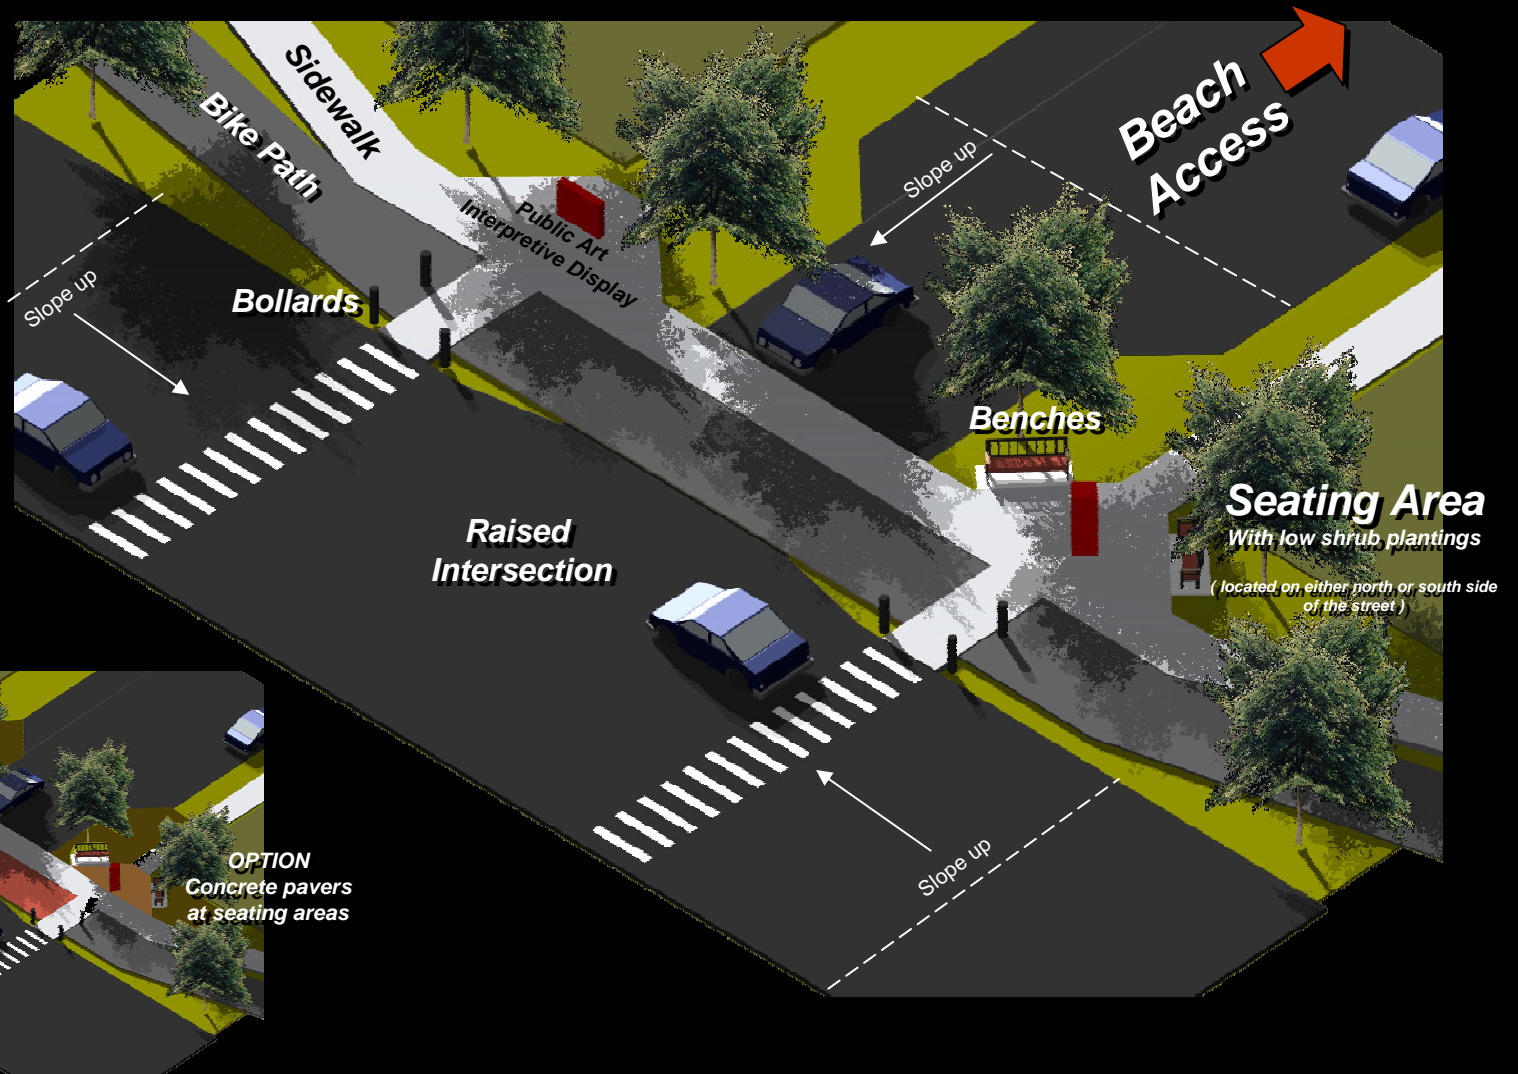 Sidewalk
Bike Path
Beach
Access
Slope up
Public Art
Interpretive Display
Slope up
Bollards
Benches
Seating Area
With low shrub plantings
( located on either north or south side
of the street )
Raised
Intersection
Slope up
OPTION
Concrete pavers
at seating areas